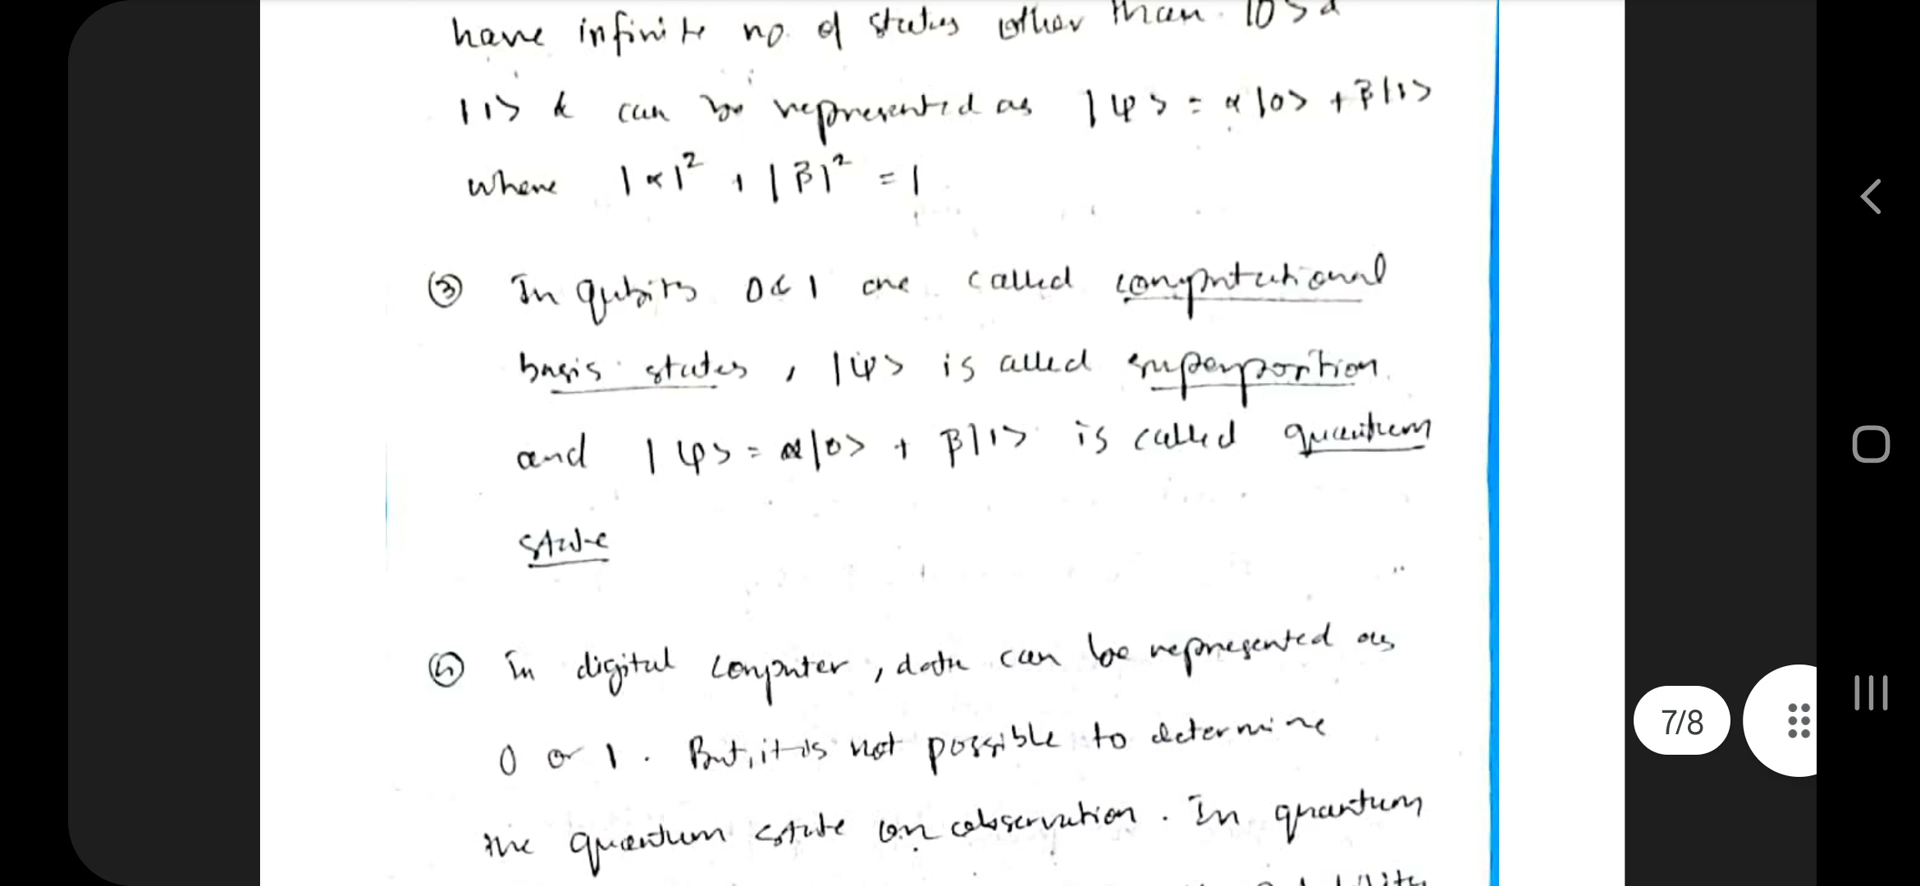 have infinite no. of states other than |0> &
|1> & can be represented as |ψ> = α|0> + β|1>
where |α|² + |β|² = 1
③ In qubits 0 & 1 are called computational
basis states, |ψ> is alled superposition
and |ψ> = α|0> + β|1> is called quantum
state
④ In digital computer, data can be represented as
0 or 1. But, it is not possible to determine
7/8
the quantum state on observation. In quantum